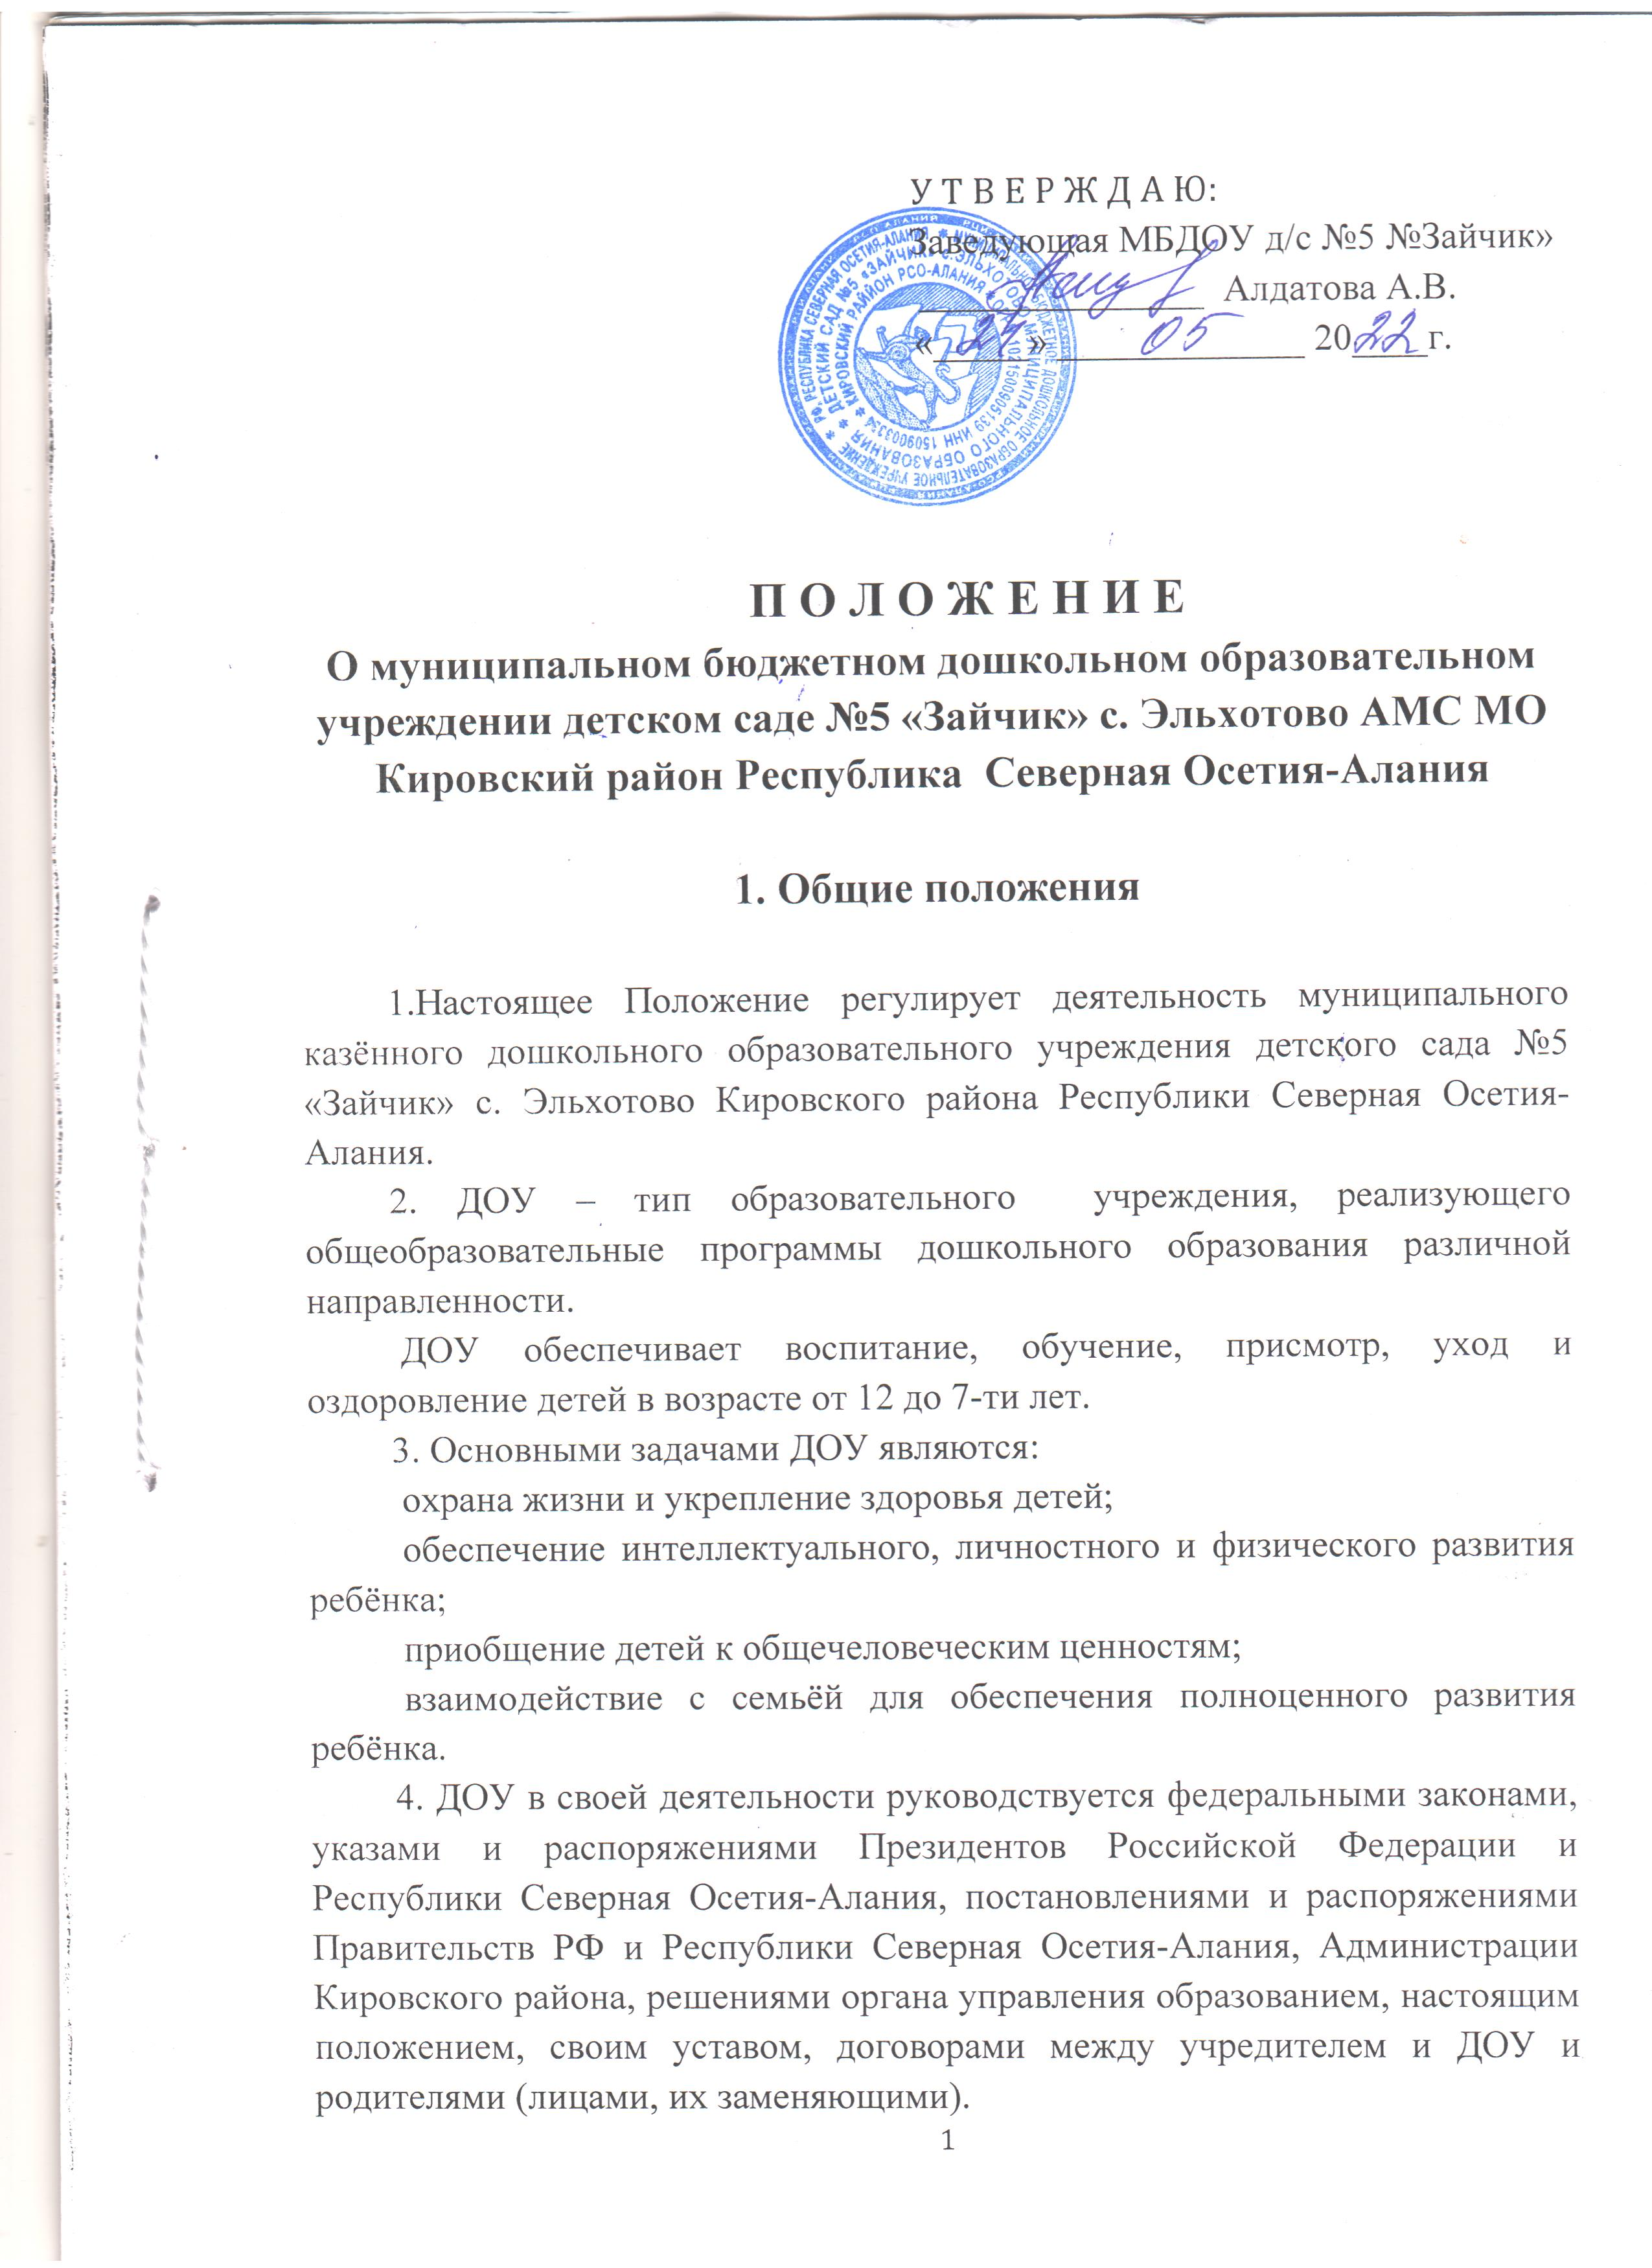 У Т В Е Р Ж Д А Ю:
Заведующая МБДОУ д/с №5 №Зайчик»
Алдатова А.В.
«24» 05 2022г.
П О Л О Ж Е Н И Е
О муниципальном бюджетном дошкольном образовательном
учреждении детском саде №5 «Зайчик» с. Эльхотово АМС МО
Кировский район Республика Северная Осетия-Алания
1. Общие положения
1.Настоящее Положение регулирует деятельность муниципального
казённого дошкольного образовательного учреждения детского сада №5
«Зайчик» с. Эльхотово Кировского района Республики Северная Осетия-
Алания.
2. ДОУ – тип образовательного учреждения, реализующего
общеобразовательные программы дошкольного образования различной
направленности.
ДОУ обеспечивает воспитание, обучение, присмотр, уход и
оздоровление детей в возрасте от 12 до 7-ти лет.
3. Основными задачами ДОУ являются:
охрана жизни и укрепление здоровья детей;
обеспечение интеллектуального, личностного и физического развития
ребёнка;
приобщение детей к общечеловеческим ценностям;
взаимодействие с семьёй для обеспечения полноценного развития
ребёнка.
4. ДОУ в своей деятельности руководствуется федеральными законами,
указами и распоряжениями Президентов Российской Федерации и
Республики Северная Осетия-Алания, постановлениями и распоряжениями
Правительств РФ и Республики Северная Осетия-Алания, Администрации
Кировского района, решениями органа управления образованием, настоящим
положением, своим уставом, договорами между учредителем и ДОУ и
родителями (лицами, их заменяющими).
1